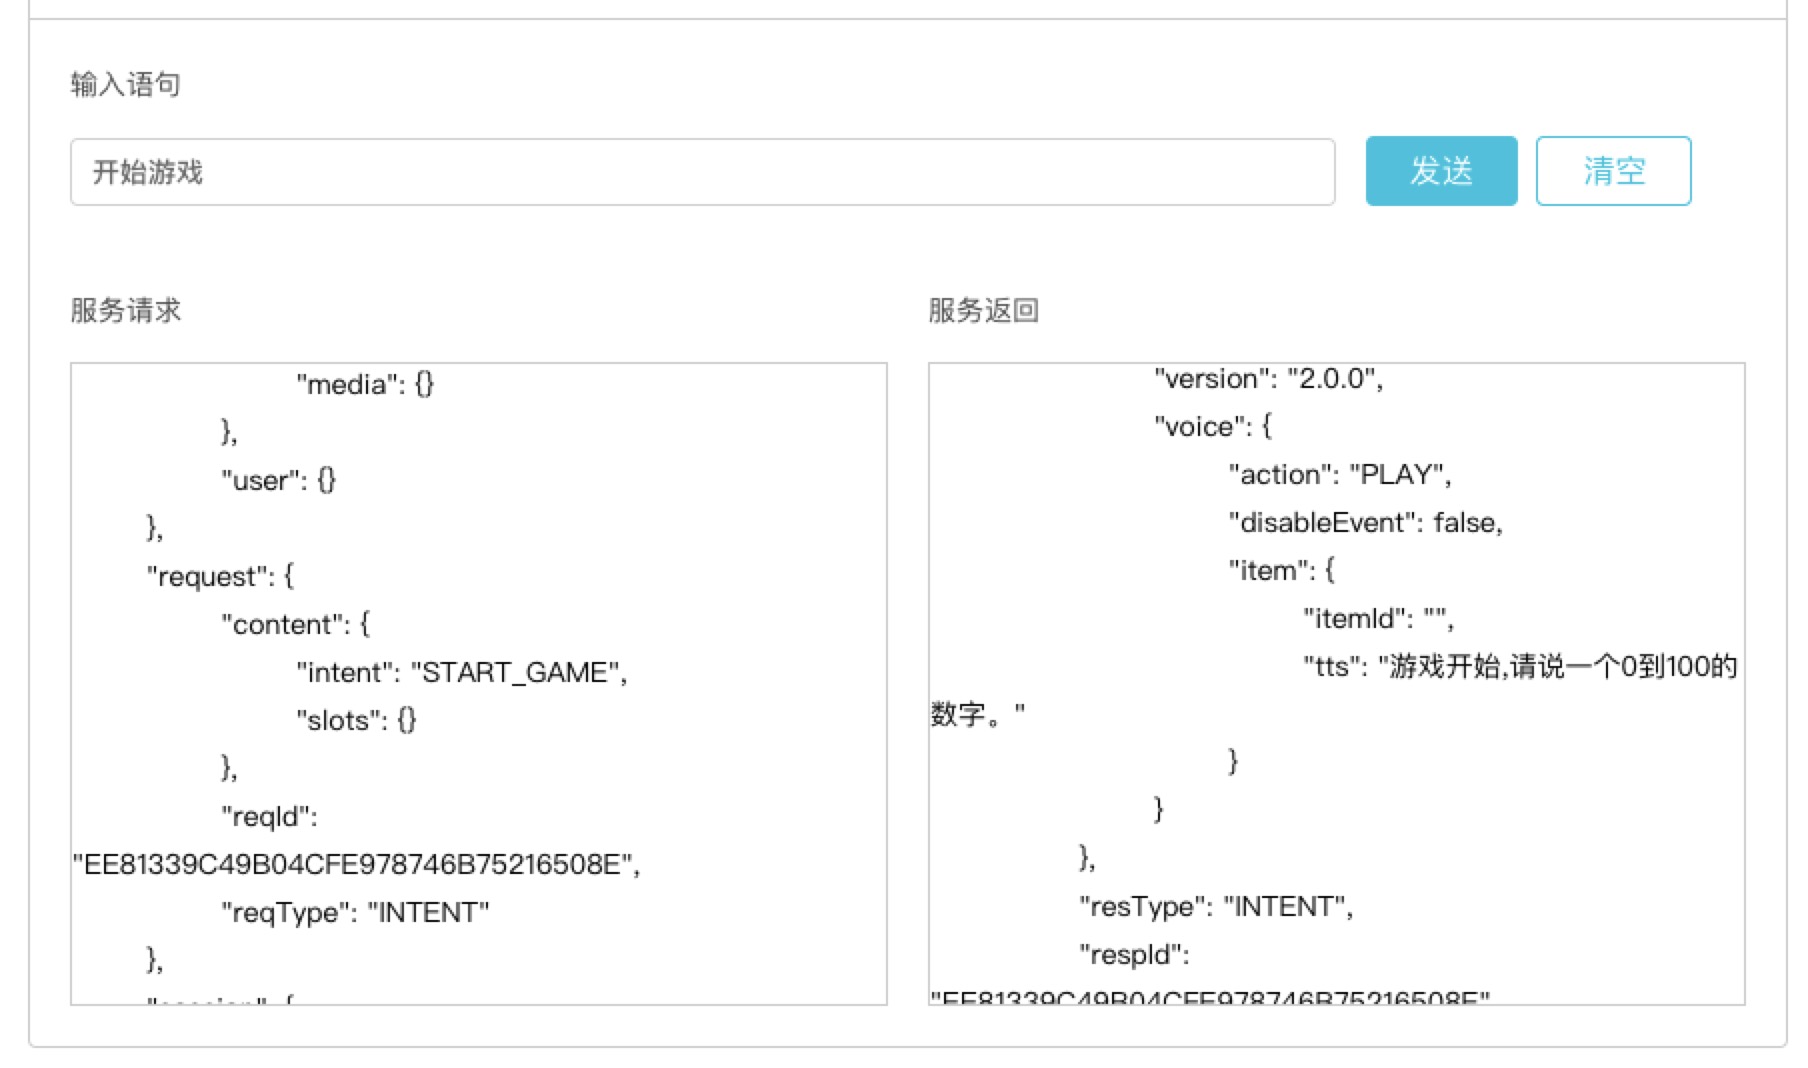 输入语句
开始游戏
发送
清空
服务请求
"media": {}
},
"user": {}
},
"request": {
"content": {
"intent": "START_GAME",
"slots": {}
},
"reqId":
"EE81339C49B04CFE978746B75216508E",
"reqType": "INTENT"
},
"session": {
服务返回
"version": "2.0.0",
"voice": {
"action": "PLAY",
"disableEvent": false,
"item": {
"itemId": "",
"tts": "游戏开始,请说一个0到100的
数字。"
}
}
},
"resType": "INTENT",
"respId":
"EE81339C49B04CFE978746B75216508E"